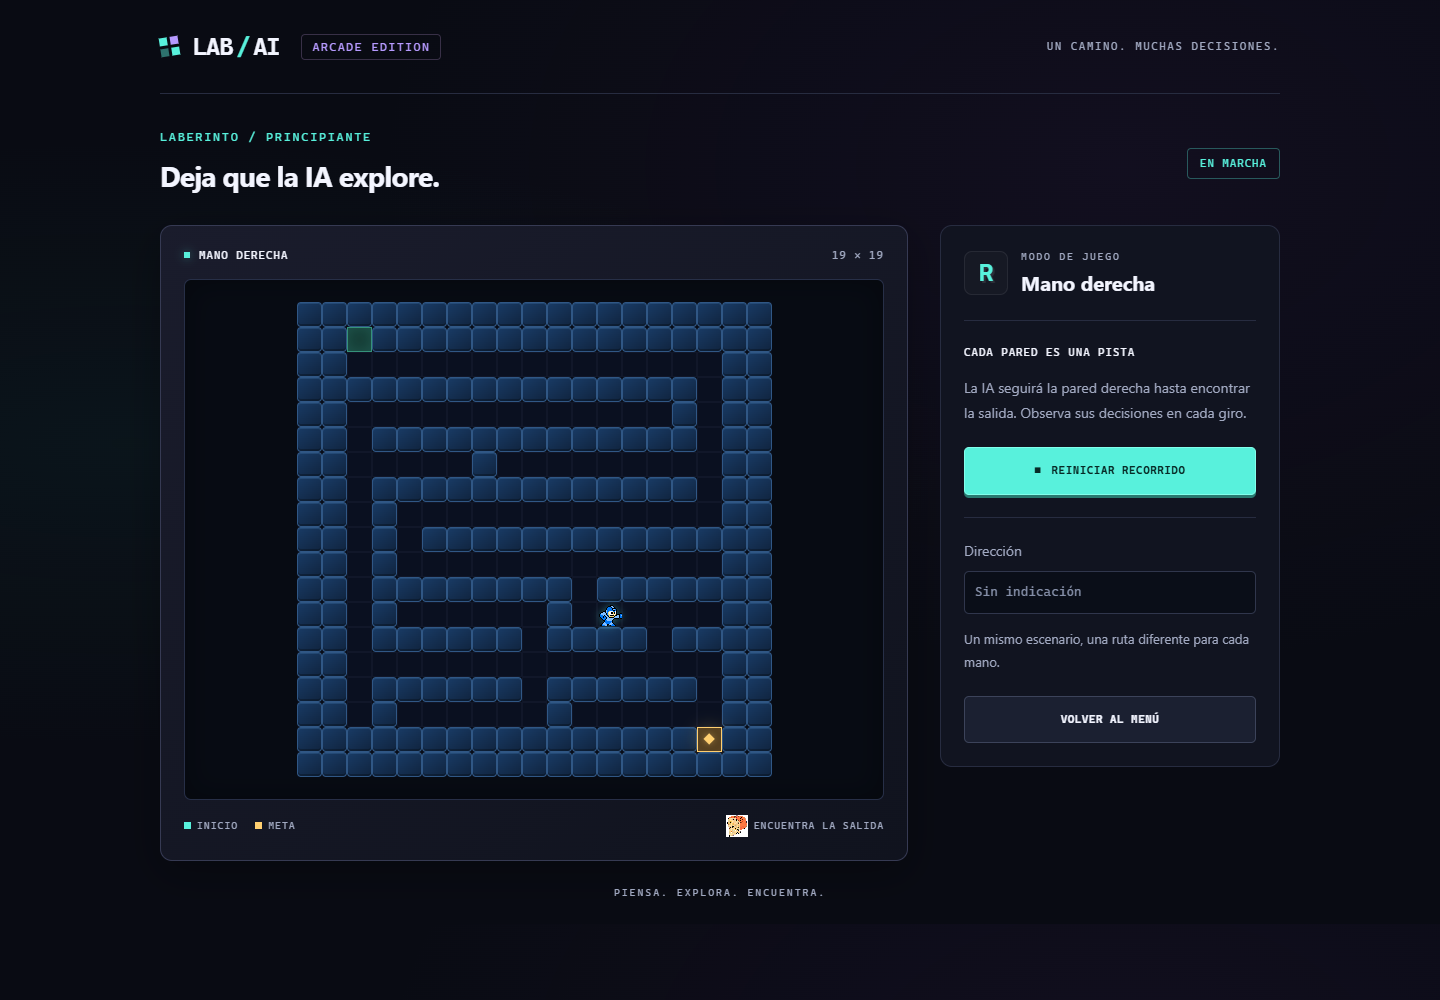 LAB/AI
ARCADE EDITION
UN CAMINO. MUCHAS DECISIONES.
LABERINTO / PRINCIPIANTE
Deja que la IA explore.
EN MARCHA
MANO DERECHA
19 × 19
INICIO
META
ENCUENTRA LA SALIDA
R
MODO DE JUEGO
Mano derecha
CADA PARED ES UNA PISTA
La IA seguirá la pared derecha hasta encontrar
la salida. Observa sus decisiones en cada giro.
REINICIAR RECORRIDO
Dirección
Sin indicación
Un mismo escenario, una ruta diferente para cada
mano.
VOLVER AL MENÚ
PIENSA. EXPLORA. ENCUENTRA.